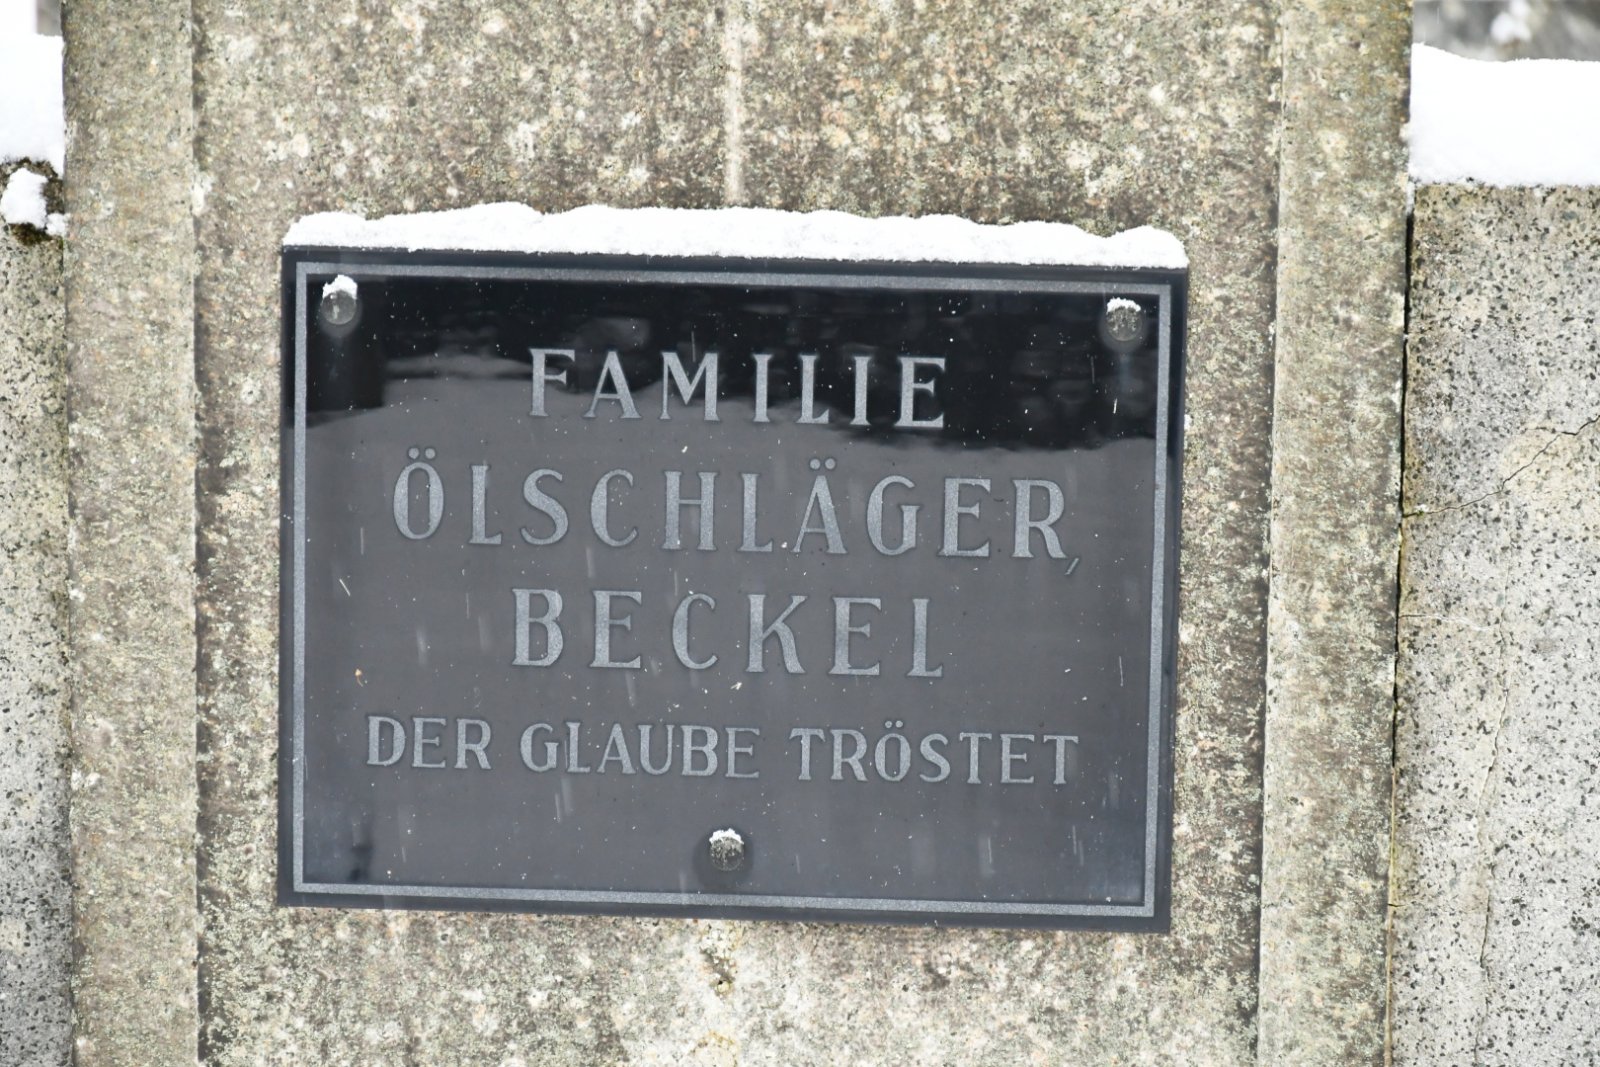 FAMILIE
ÖLSCHLÄGER,
BECKEL
DER GLAUBE TRÖSTET